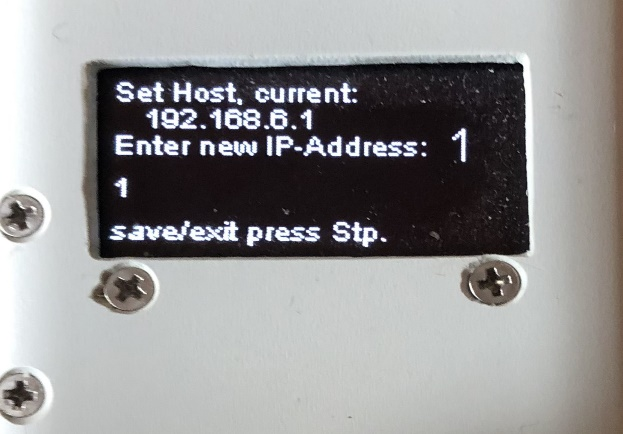 Set Host, current:
192.168.6.1
Enter new IP-Address: 1
1
save/exit press Stp.